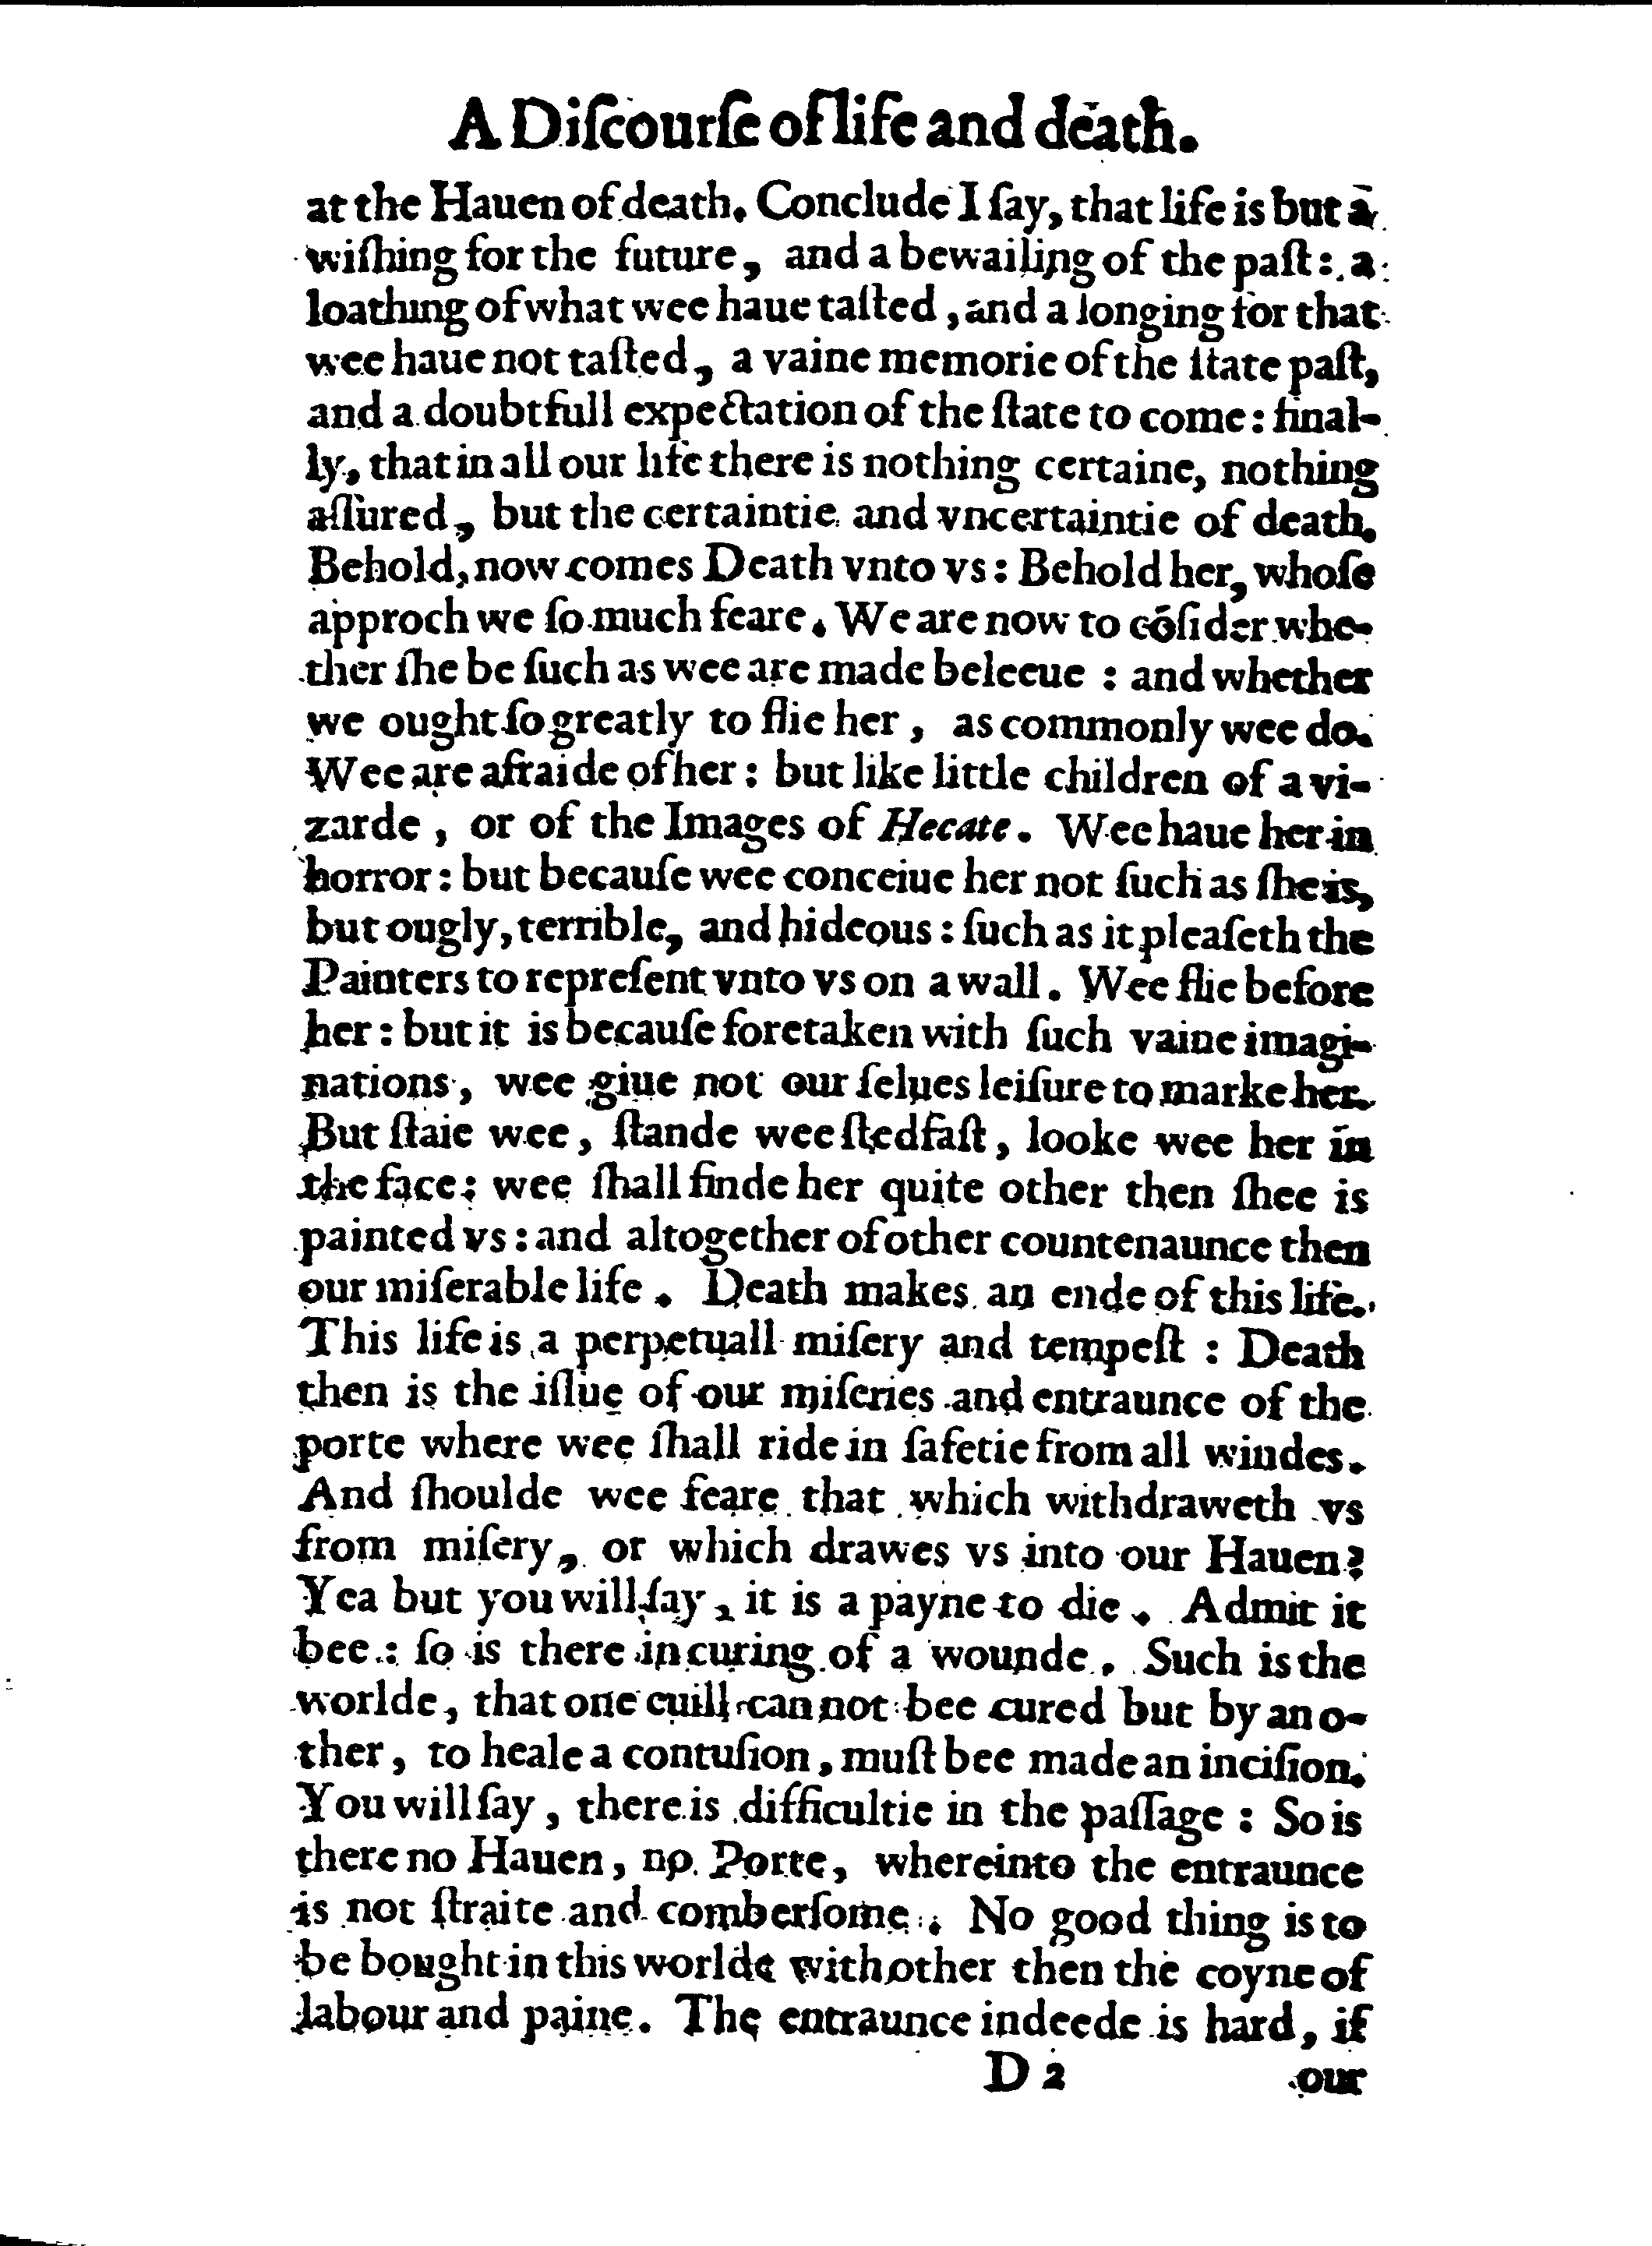 A Diſcourſe of life and death.
at the Hauen of death. Conclude I ſay, that life is but a
wiſhing for the future, and a bewailing of the paſt: a
loathing of what wee haue taſted, and a longing for that
wee haue not taſted, a vaine memorie of the ſtate paſt,
and a doubtfull expectation of the ſtate to come: final-
ly, that in all our life there is nothing certaine, nothing
aſſured, but the certaintie and vncertaintie of death.
Behold, now comes Death vnto vs: Behold her, whoſe
approch we ſo much feare. We are now to cõſider whe-
ther ſhe be ſuch as wee are made beleeue: and whether
we ought ſo greatly to flie her, as commonly wee do.
Wee are afraide of her: but like little children of a vi-
zarde, or of the Images of Hecate. Wee haue her in
horror: but becauſe wee conceiue her not ſuch as ſhe is,
but ougly, terrible, and hideous: ſuch as it pleaſeth the
Painters to repreſent vnto vs on a wall. Wee flie before
her: but it is becauſe foretaken with ſuch vaine imagi-
nations, wee giue not our ſelues leiſure to marke her.
But ſtaie wee, ſtande wee ſtedfaſt, looke wee her in
the face: wee ſhall finde her quite other then ſhee is
painted vs: and altogether of other countenaunce then
our miſerable life. Death makes an ende of this life.
This life is a perpetuall miſery and tempeſt: Death
then is the iſſue of our miſeries and entraunce of the
porte where wee ſhall ride in ſafetie from all windes.
And ſhoulde wee feare that which withdraweth vs
from miſery, or which drawes vs into our Hauen?
Yea but you will ſay, it is a payne to die. Admit it
bee: ſo is there in curing of a wounde. Such is the
worlde, that one euill can not bee cured but by ano-
ther, to heale a contuſion, muſt bee made an inciſion.
You will ſay, there is difficultie in the paſſage: So is
there no Hauen, no Porte, whereinto the entraunce
is not ſtraite and comberſome. No good thing is to
be bought in this worlde with other then the coyne of
labour and paine. The entraunce indeede is hard, if
D 2 our